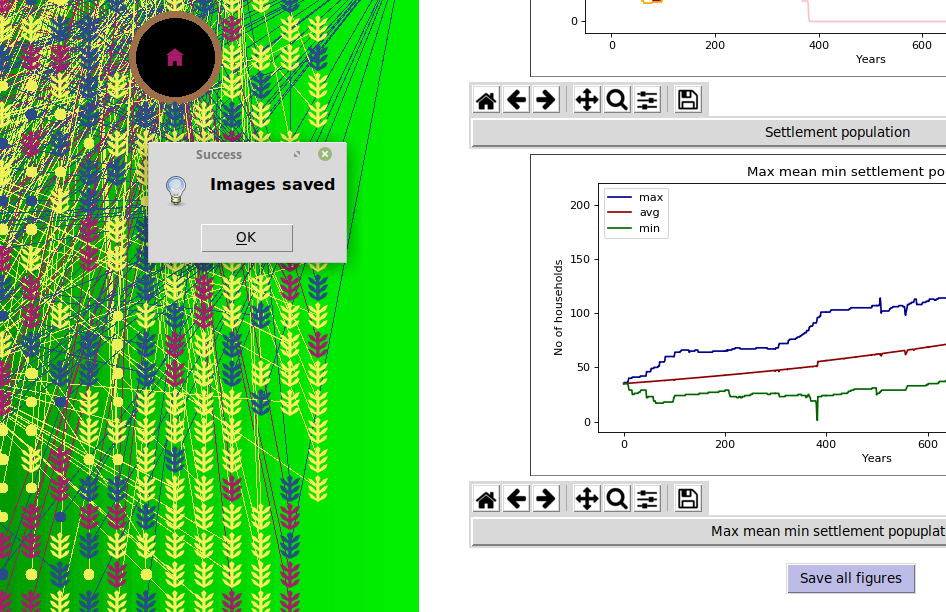 0
0
200
400
600
Years
Settlement population
Success
Images saved
OK
Max mean min settlement po
max
avg
min
200
150
100
50
0
No of households
0
200
400
600
Years
Max mean min settlement popuplat
Save all figures